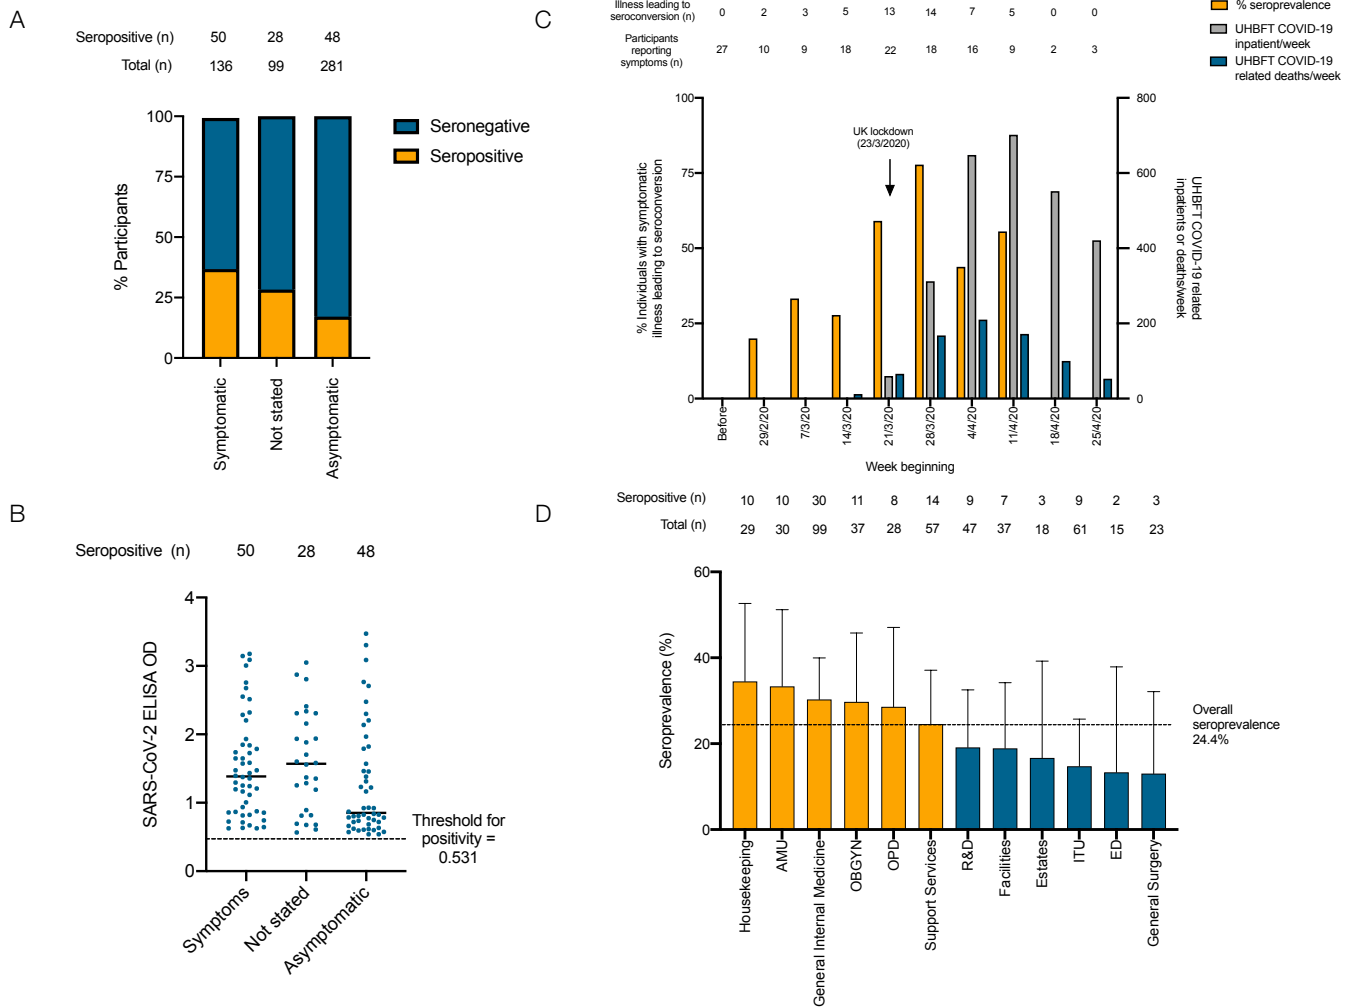 A
Seropositive (n) 50 28 48
Total (n) 136 99 281
100
75
50
25
0
% Participants
Symptomatic
Not stated
Asymptomatic
Seronegative
Seropositive
B
Seropositive (n) 50 28 48
4
3
2
1
0
SARS-CoV-2 ELISA OD
Symptoms
Not stated
Asymptomatic
Threshold for
positivity =
0.531
C
Illness leading to
seroconversion (n) 0 2 3 5 13 14 7 5 0 0
Participants
reporting
symptoms (n) 27 10 9 18 22 18 16 9 2 3
% seroprevalence
UHBFT COVID-19
inpatient/week
UHBFT COVID-19
related deaths/week
100
75
50
25
0
% Individuals with symptomatic
illness leading to seroconversion
UK lockdown
(23/3/2020)
800
600
400
200
0
UHBFT COVID-19 related
inpatients or deaths/week
Before
29/2/20
7/3/20
14/3/20
21/3/20
28/3/20
4/4/20
11/4/20
18/4/20
25/4/20
Week beginning
D
Seropositive (n) 10 10 30 11 8 14 9 7 3 9 2 3
Total (n) 29 30 99 37 28 57 47 37 18 61 15 23
60
40
20
0
Seroprevalence (%)
Housekeeping
AMU
General Internal Medicine
OBGYN
OPD
Support Services
R&D
Facilities
Estates
ITU
ED
General Surgery
Overall
seroprevalence
24.4%